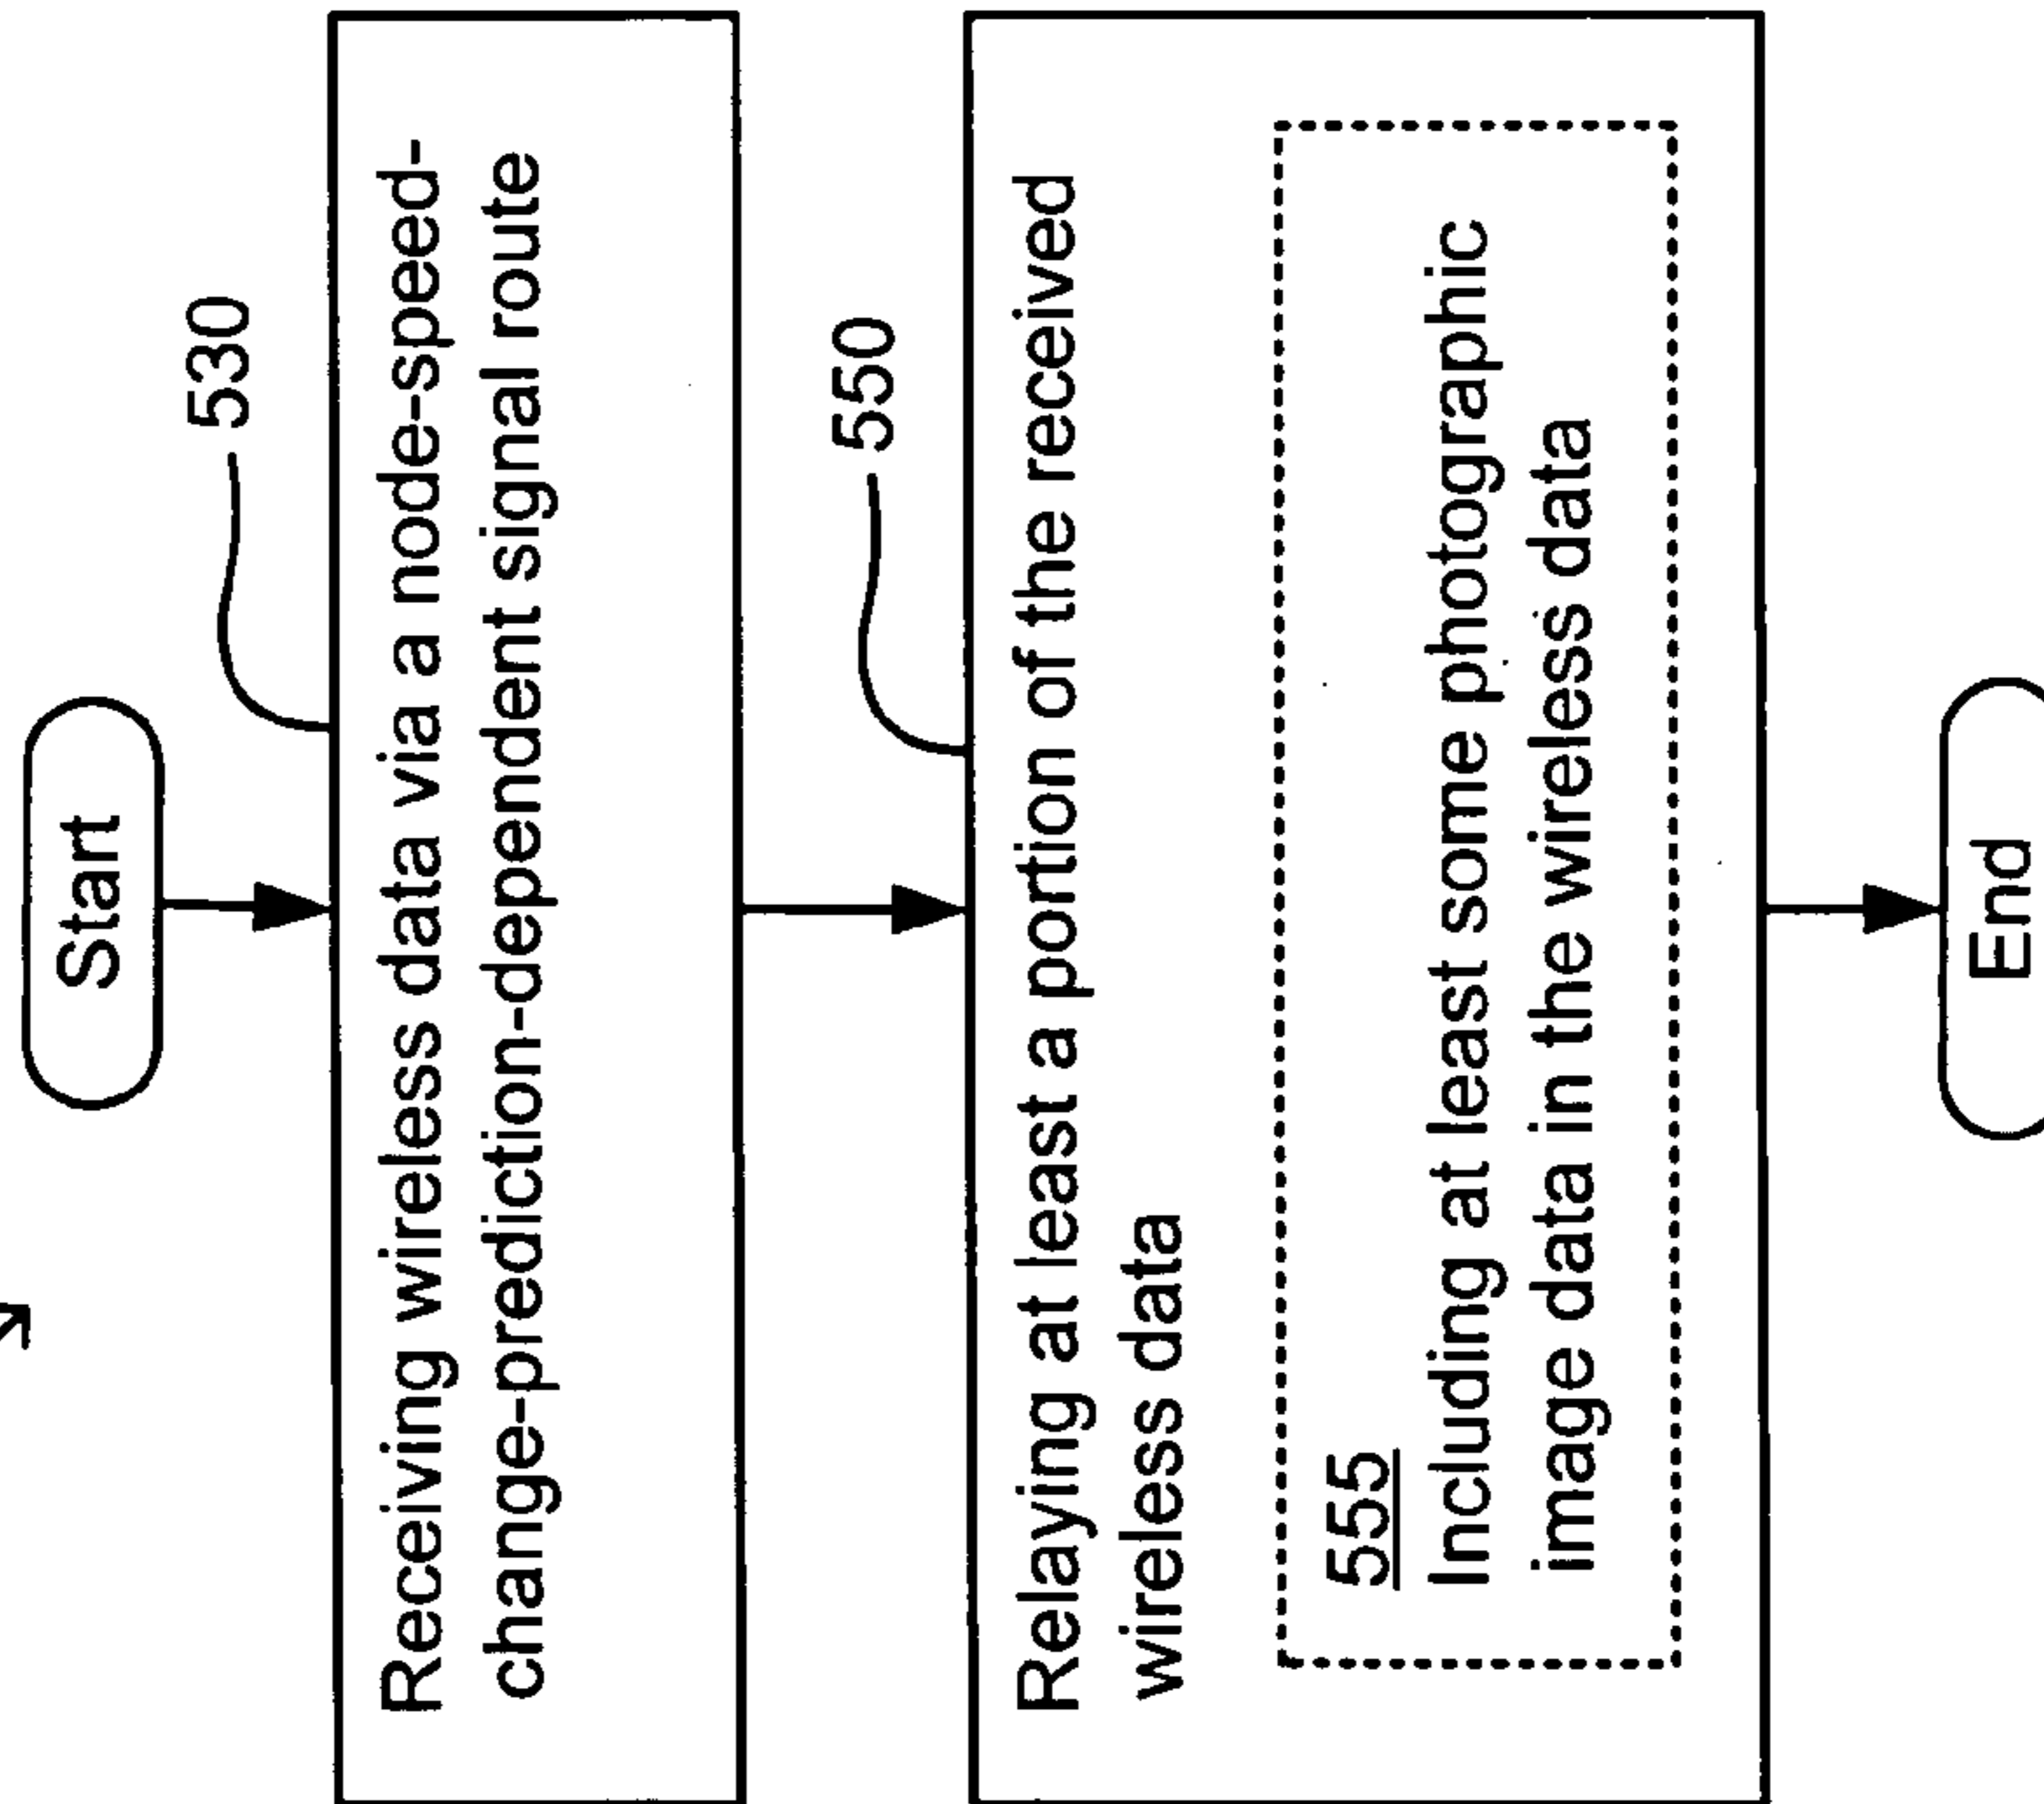 Start
530
Receiving wireless data via a node-speed-
change-prediction-dependent signal route
550
Relaying at least a portion of the received
wireless data
555
Including at least some photographic
image data in the wireless data
End